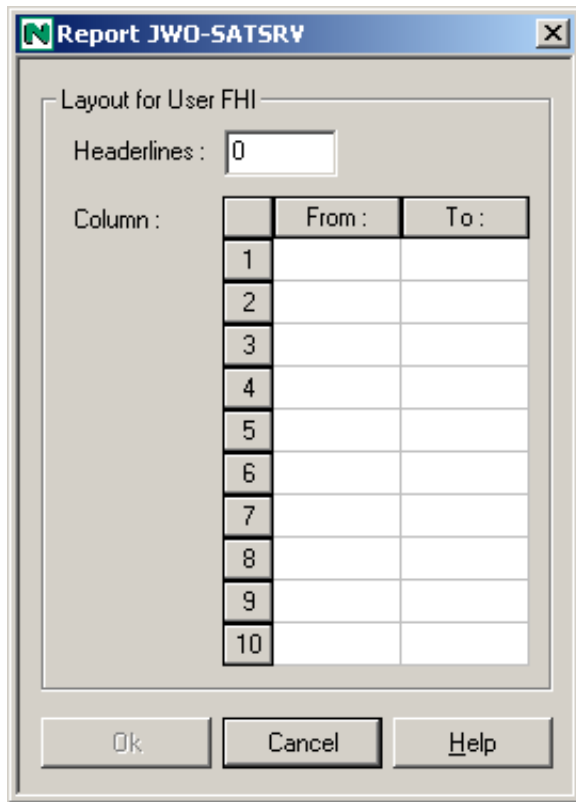 Report JWO-SATSRV
Layout for User FHI
Headerlines : 0
Column : From : To :
1
2
3
4
5
6
7
8
9
10
Ok Cancel Help